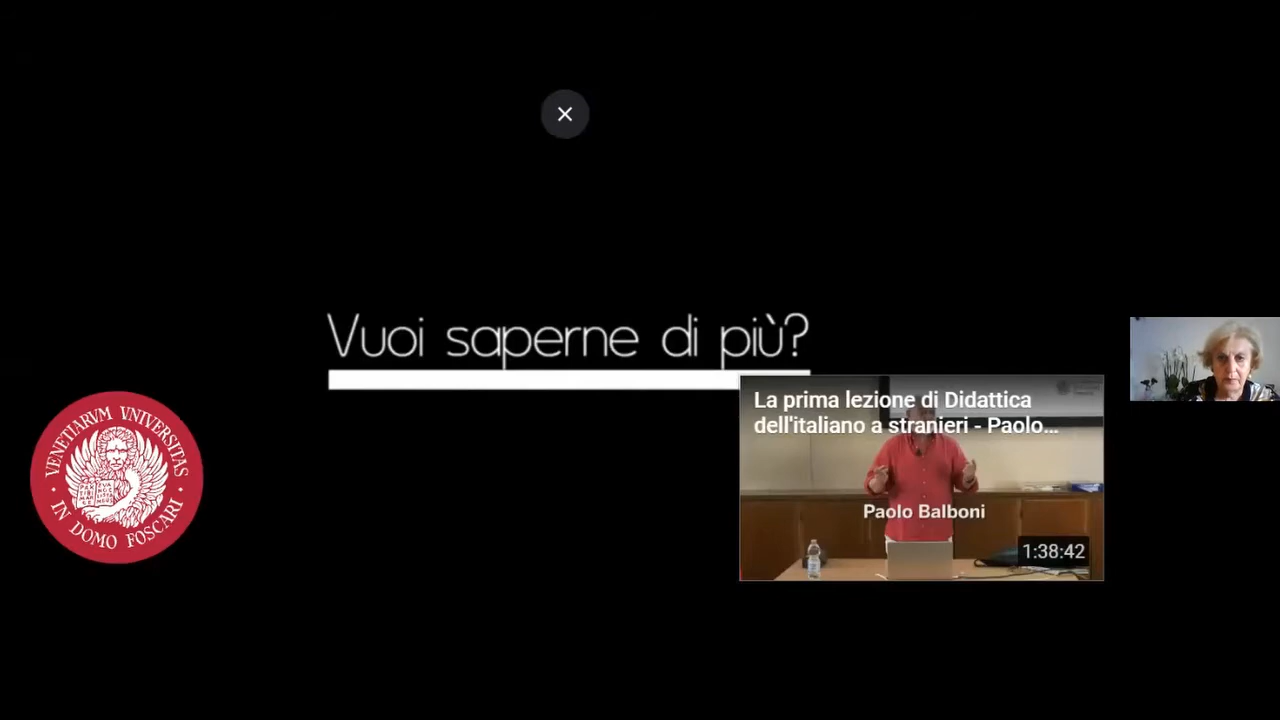 Vuoi saperne di più?
La prima lezione di Didattica
dell'italiano a stranieri - Paolo…
Paolo Balboni
1:38:42
VENETIARVM VNIVERSITAS
IN DOMO FOSCARI